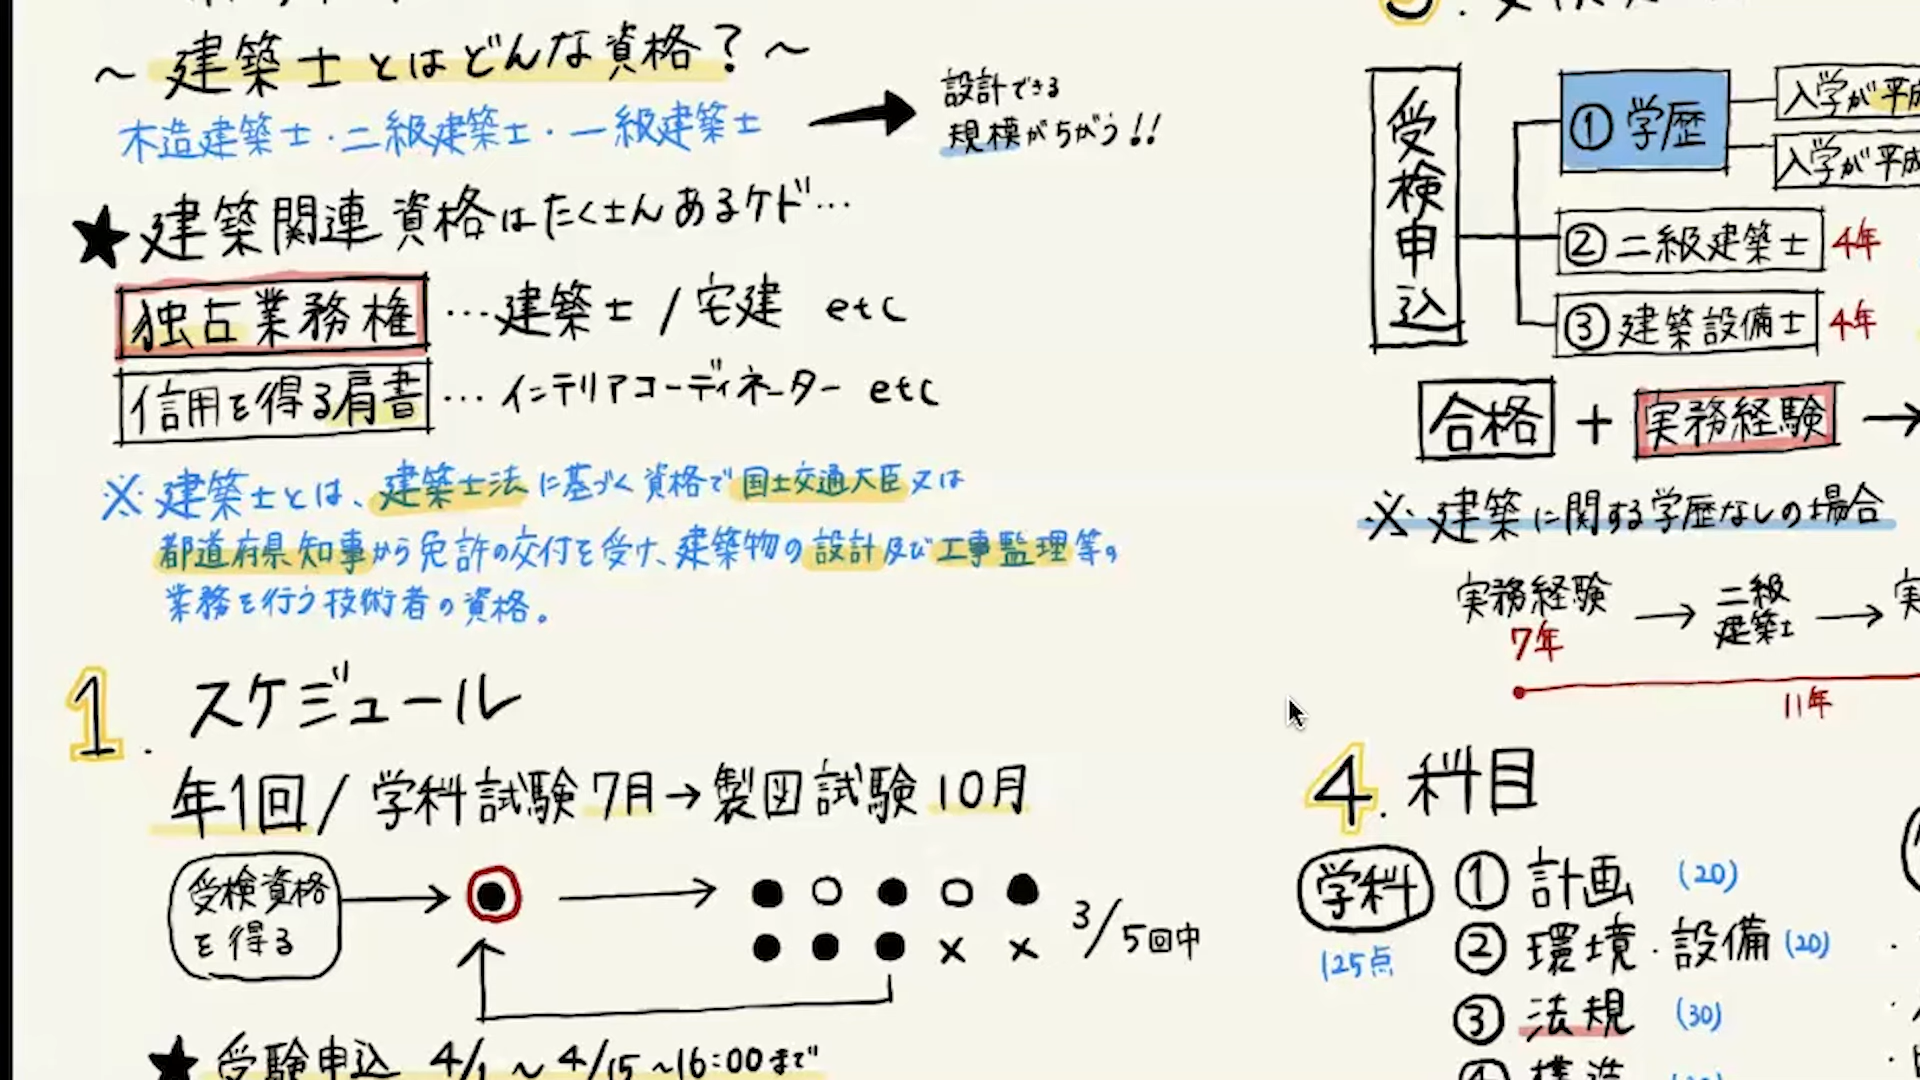 ～建築士とはどんな資格？～
木造建築士・二級建築士・一級建築士
設計できる
規模がちがう!!
★建築関連資格はたくさんあるケド…
独占業務権 …建築士 / 宅建 etc
信用を得る肩書 …インテリアコーディネーター etc
※建築士とは、建築士法に基づく資格で国土交通大臣又は
都道府県知事から免許の交付を受け、建築物の設計及び工事監理等の
業務を行う技術者の資格。
1. スケジュール
年1回 / 学科試験7月→製図試験10月
受検資格
を得る
3/5回中
★受験申込 4/1～4/15～16:00まで
受検申込
①学歴
入学が平成
入学が平成
②二級建築士 4年
③建築設備士 4年
合格 + 実務経験 →
※建築に関する学歴なしの場合
実務経験 → 二級建築士 → 実
7年
11年
4. 科目
学科
125点
①計画 (20)
②環境・設備 (20)
③法規 (30)
④構造